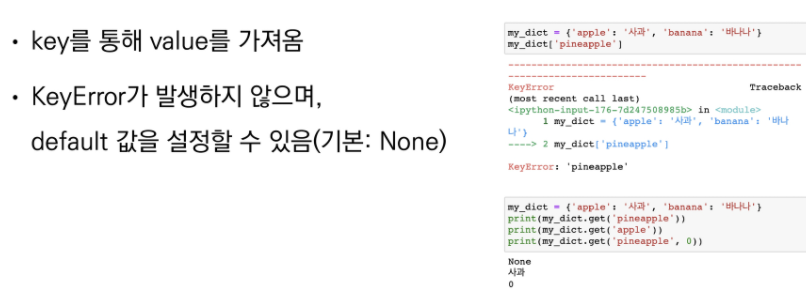 • key를 통해 value를 가져옴
• KeyError가 발생하지 않으며,
default 값을 설정할 수 있음(기본: None)
my_dict = {'apple': '사과', 'banana': '바나나'}
my_dict['pineapple']
---------------------------------------------------
------------------------
KeyError Traceback
(most recent call last)
<ipython-input-176-7d247508985b> in <module>
1 my_dict = {'apple': '사과', 'banana': '바나
나'}
----> 2 my_dict['pineapple']
KeyError: 'pineapple'
my_dict = {'apple': '사과', 'banana': '바나나'}
print(my_dict.get('pineapple'))
print(my_dict.get('apple'))
print(my_dict.get('pineapple', 0))
None
사과
0